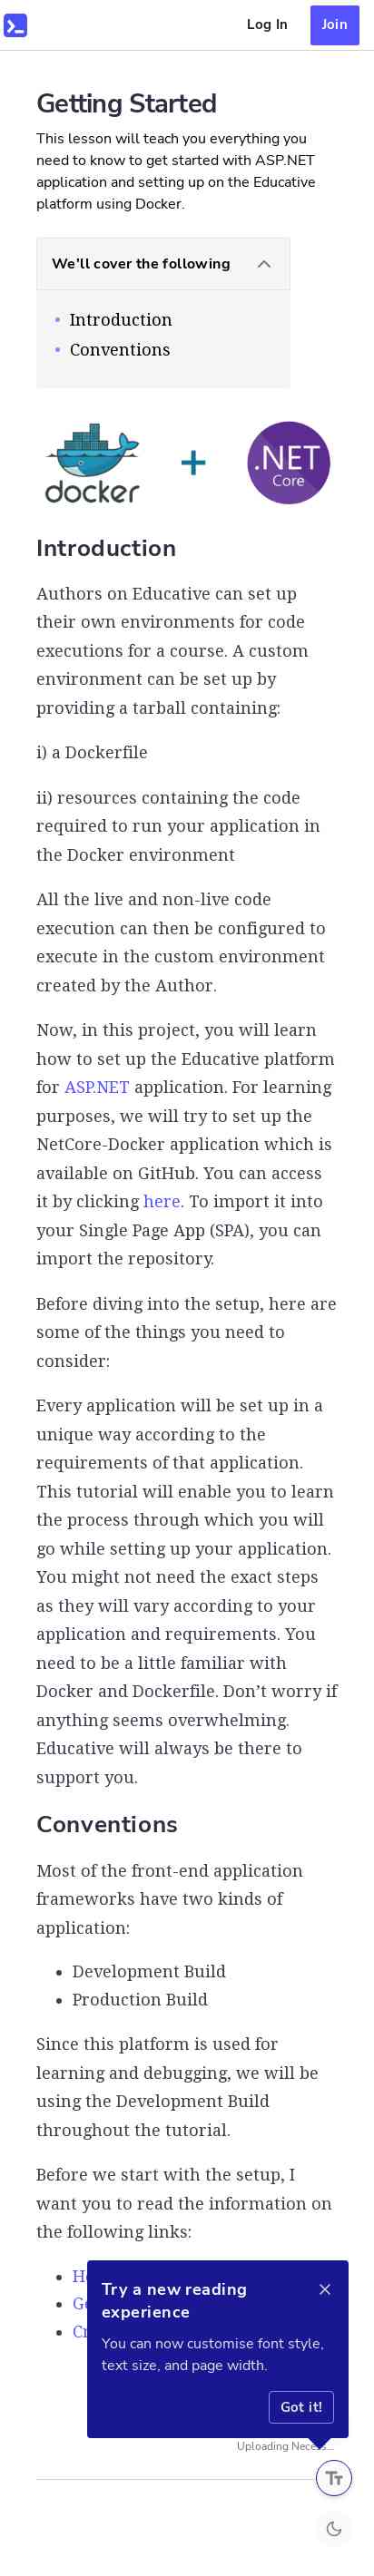 Log In
Join
Getting Started
This lesson will teach you everything you
need to know to get started with ASP.NET
application and setting up on the Educative
platform using Docker.
We'll cover the following
Introduction
Conventions
docker
.NET
Core
Introduction
Authors on Educative can set up
their own environments for code
executions for a course. A custom
environment can be set up by
providing a tarball containing:
i) a Dockerfile
ii) resources containing the code
required to run your application in
the Docker environment
All the live and non-live code
execution can then be configured to
execute in the custom environment
created by the Author.
Now, in this project, you will learn
how to set up the Educative platform
for ASP.NET application. For learning
purposes, we will try to set up the
NetCore-Docker application which is
available on GitHub. You can access
it by clicking here. To import it into
your Single Page App (SPA), you can
import the repository.
Before diving into the setup, here are
some of the things you need to
consider:
Every application will be set up in a
unique way according to the
requirements of that application.
This tutorial will enable you to learn
the process through which you will
go while setting up your application.
You might not need the exact steps
as they will vary according to your
application and requirements. You
need to be a little familiar with
Docker and Dockerfile. Don’t worry if
anything seems overwhelming.
Educative will always be there to
support you.
Conventions
Most of the front-end application
frameworks have two kinds of
application:
Development Build
Production Build
Since this platform is used for
learning and debugging, we will be
using the Development Build
throughout the tutorial.
Before we start with the setup, I
want you to read the information on
the following links:
Try a new reading
experience
You can now customise font style,
text size, and page width.
Got it!
Uploading
Tт